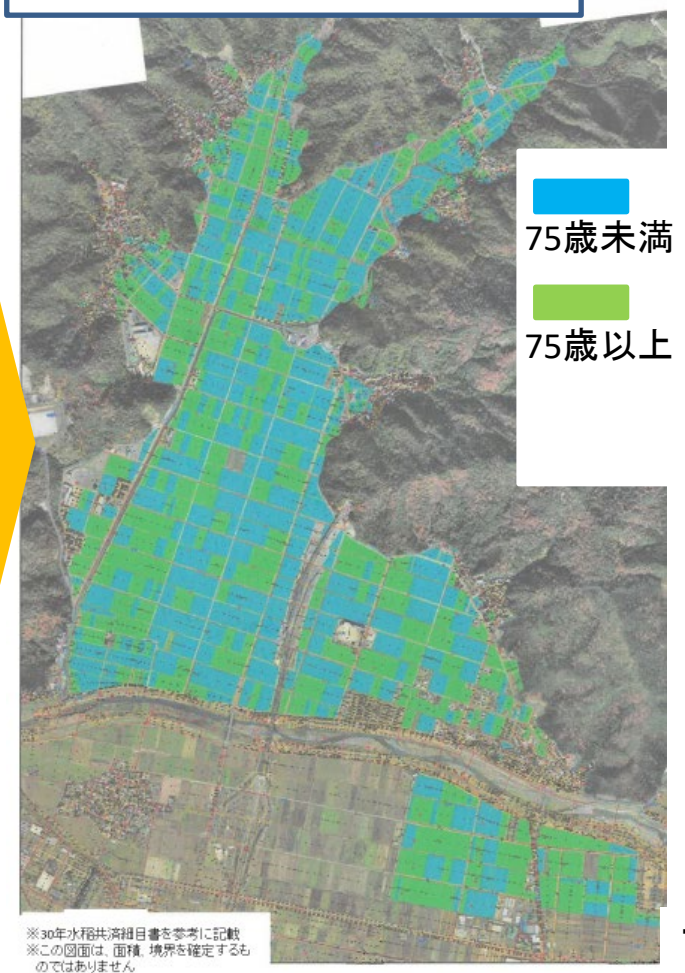 75歳未満
75歳以上
※30年水稲共済細目書を参考に記載
※この図面は、面積、境界を確定するも
のではありません